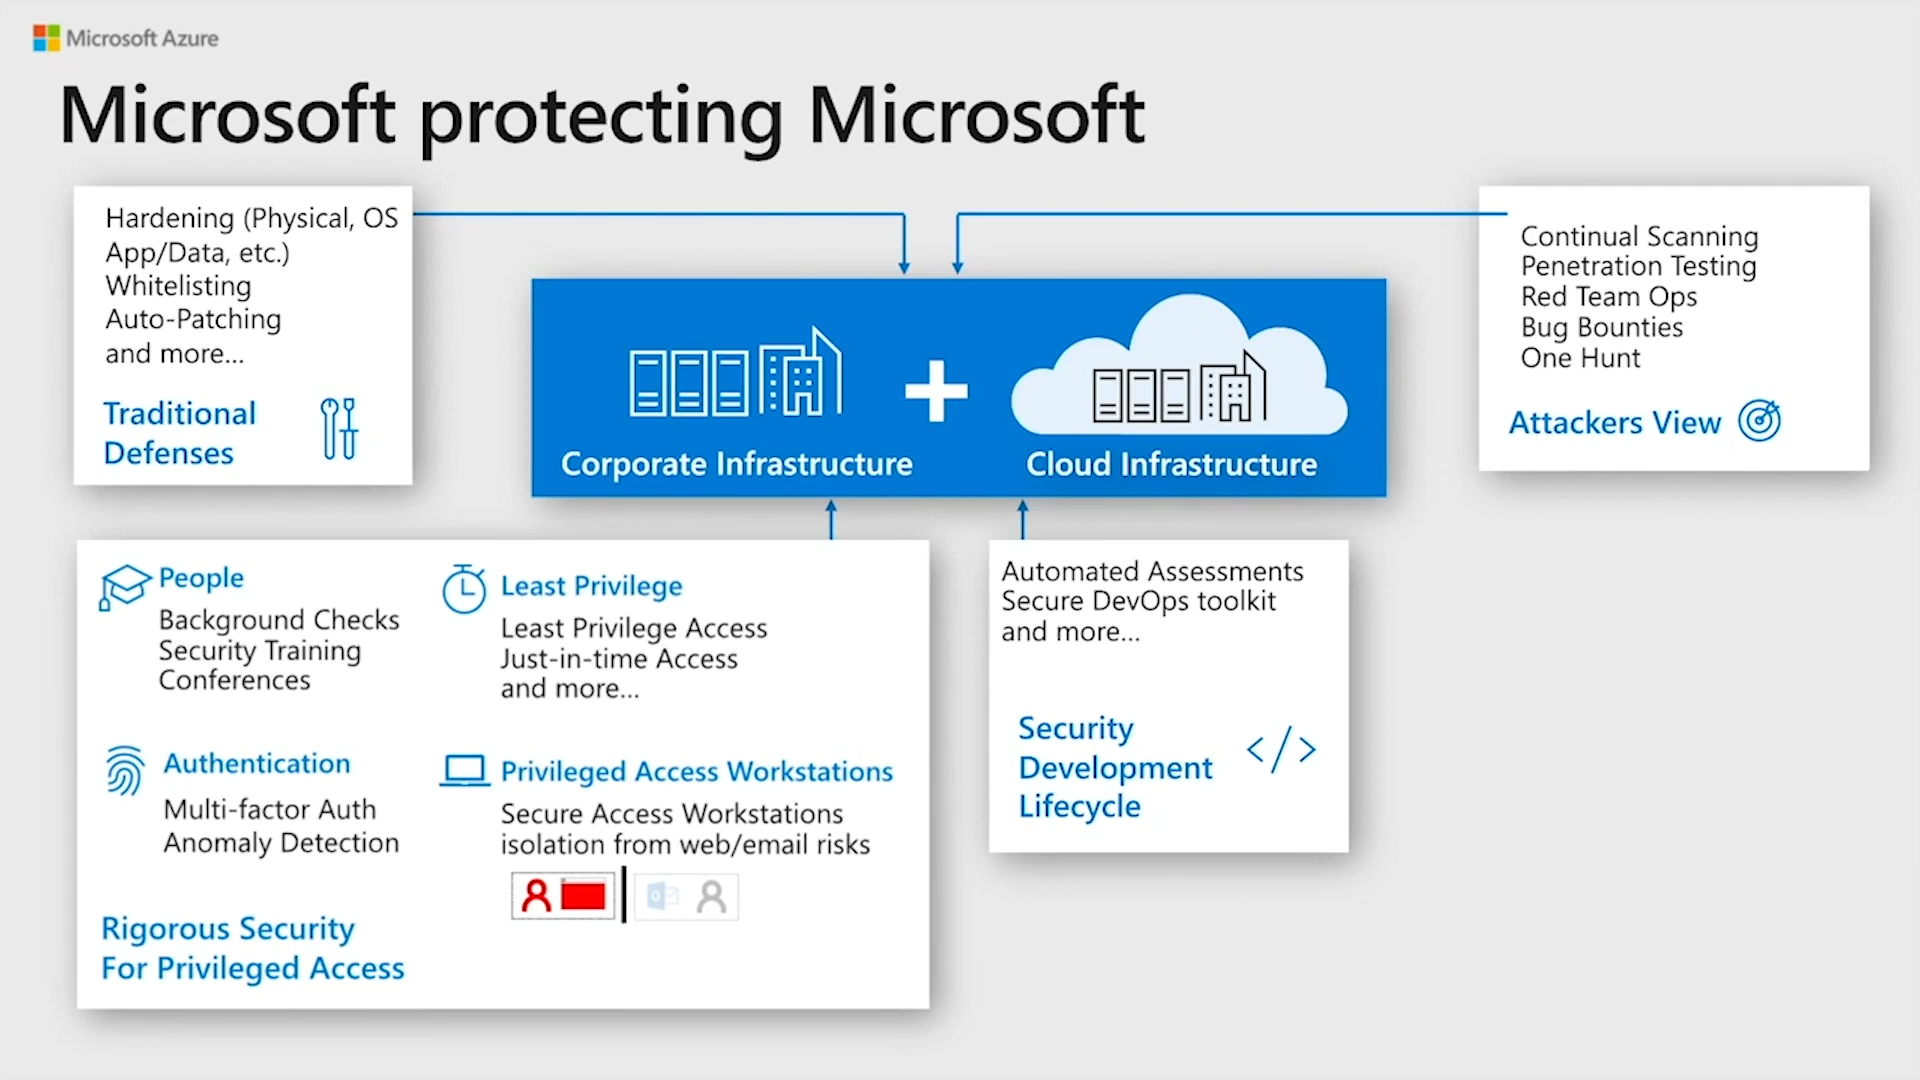 Microsoft Azure
Microsoft protecting Microsoft
Hardening (Physical, OS
App/Data, etc.)
Whitelisting
Auto-Patching
and more...
Traditional
Defenses
Corporate Infrastructure
Cloud Infrastructure
Continual Scanning
Penetration Testing
Red Team Ops
Bug Bounties
One Hunt
Attackers View
People
Background Checks
Security Training
Conferences
Least Privilege
Least Privilege Access
Just-in-time Access
and more...
Authentication
Multi-factor Auth
Anomaly Detection
Privileged Access Workstations
Secure Access Workstations
isolation from web/email risks
Rigorous Security
For Privileged Access
Automated Assessments
Secure DevOps toolkit
and more...
Security
Development
Lifecycle